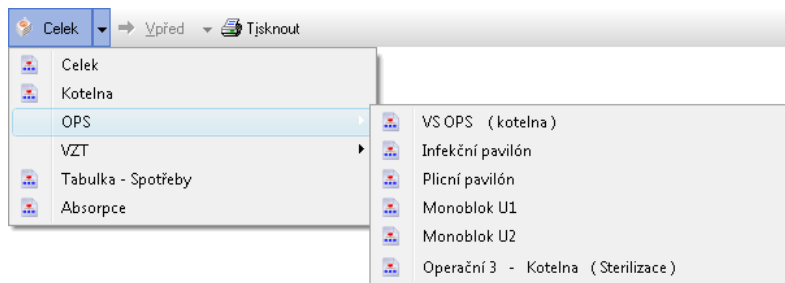 Celek Vpřed Tisknout
Celek
Kotelna
OPS
VZT
Tabulka - Spotřeby
Absorpce
VS OPS ( kotelna )
Infekční pavilón
Plicní pavilón
Monoblok U1
Monoblok U2
Operační 3 - Kotelna ( Sterilizace )